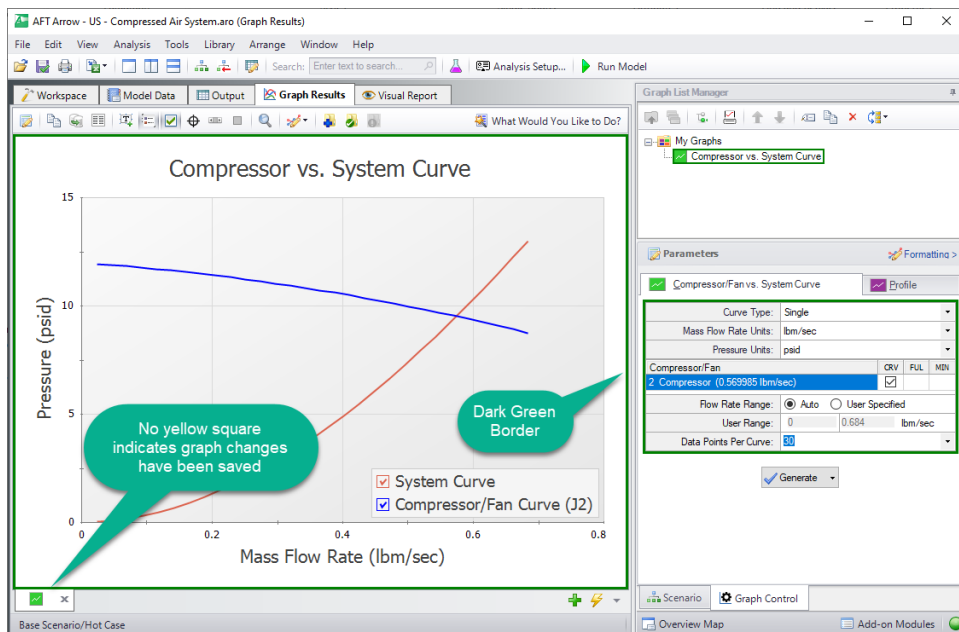 AFT Arrow - US - Compressed Air System.aro (Graph Results)
File Edit View Analysis Tools Library Arrange Window Help
Search: Enter text to search... Analysis Setup... Run Model
Workspace Model Data Output Graph Results Visual Report
What Would You Like to Do?
Compressor vs. System Curve
15
10
5
0
0 0.2 0.4 0.6 0.8
Pressure (psid)
Mass Flow Rate (lbm/sec)
System Curve
Compressor/Fan Curve (J2)
No yellow square
indicates graph changes
have been saved
Dark Green
Border
Base Scenario/Hot Case
Graph List Manager
My Graphs
Compressor vs. System Curve
Parameters Formatting >
Compressor/Fan vs. System Curve Profile
Curve Type: Single
Mass Flow Rate Units: lbm/sec
Pressure Units: psid
Compressor/Fan CRV FUL MIN
2 Compressor (0.569985 lbm/sec)
Flow Rate Range: Auto User Specified
User Range: 0 0.684 lbm/sec
Data Points Per Curve: 30
Generate
Scenario Graph Control
Overview Map Add-on Modules